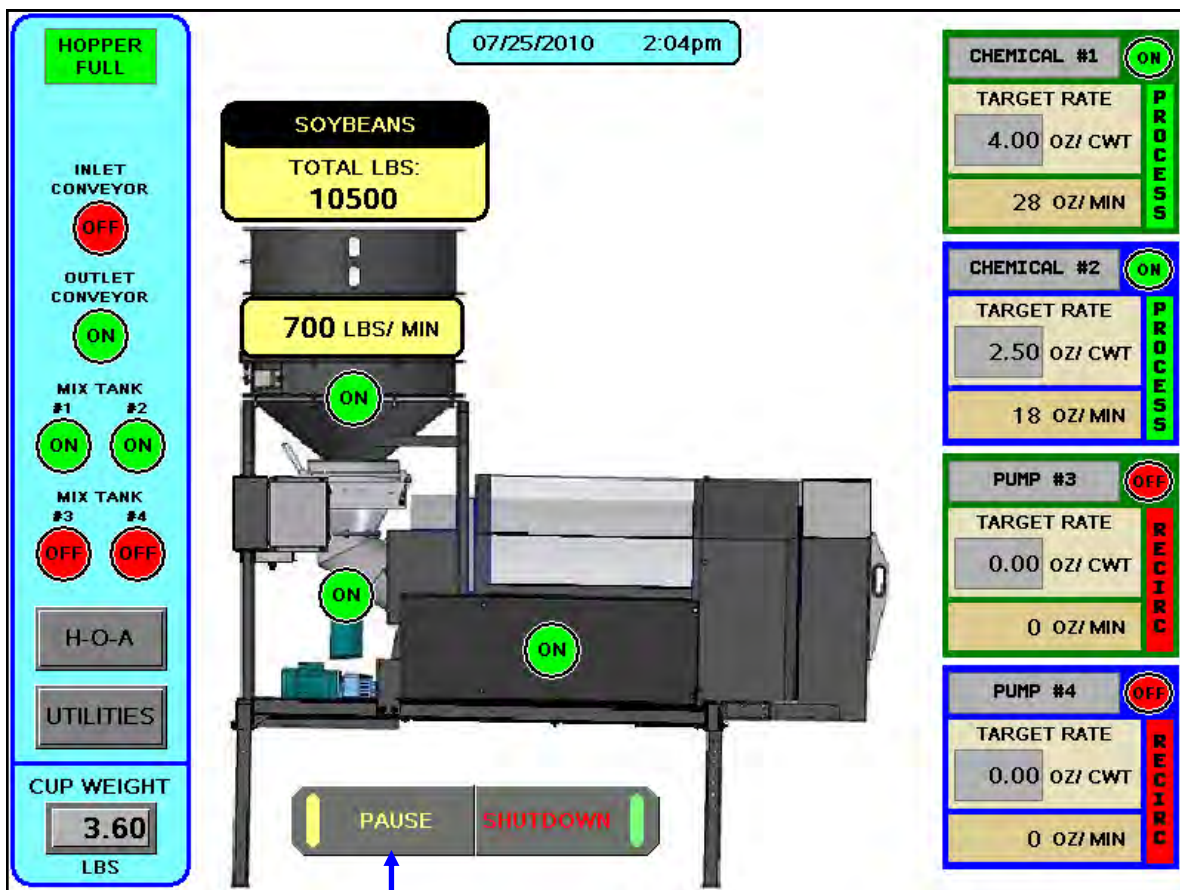 HOPPER
FULL
INLET
CONVEYOR
OFF
OUTLET
CONVEYOR
ON
MIX TANK
#1 #2
ON ON
MIX TANK
#3 #4
OFF OFF
H-O-A
UTILITIES
CUP WEIGHT
3.60
LBS
07/25/2010 2:04pm
SOYBEANS
TOTAL LBS:
10500
700 LBS/ MIN
ON
ON
ON
PAUSE SHUTDOWN
CHEMICAL #1 ON
TARGET RATE
4.00 OZ/ CWT
28 OZ/ MIN
PROCESS
CHEMICAL #2 ON
TARGET RATE
2.50 OZ/ CWT
18 OZ/ MIN
PROCESS
PUMP #3 OFF
TARGET RATE
0.00 OZ/ CWT
0 OZ/ MIN
RECIRC
PUMP #4 OFF
TARGET RATE
0.00 OZ/ CWT
0 OZ/ MIN
RECIRC